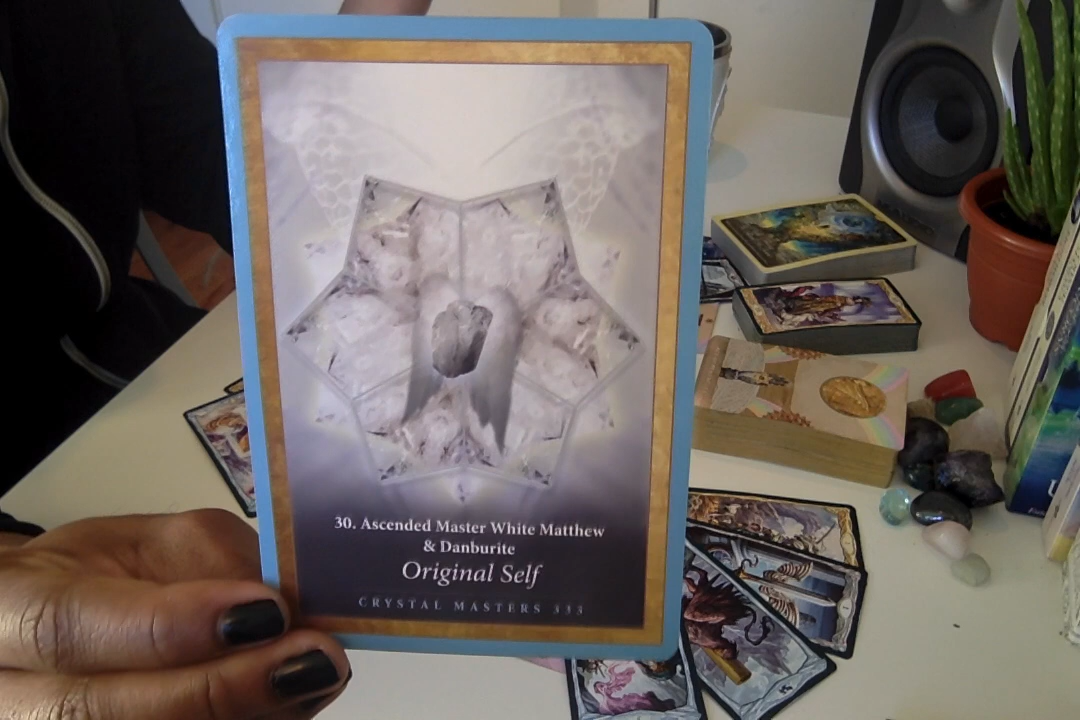 30. Ascended Master White Matthew
& Danburite
Original Self
CRYSTAL MASTERS 333